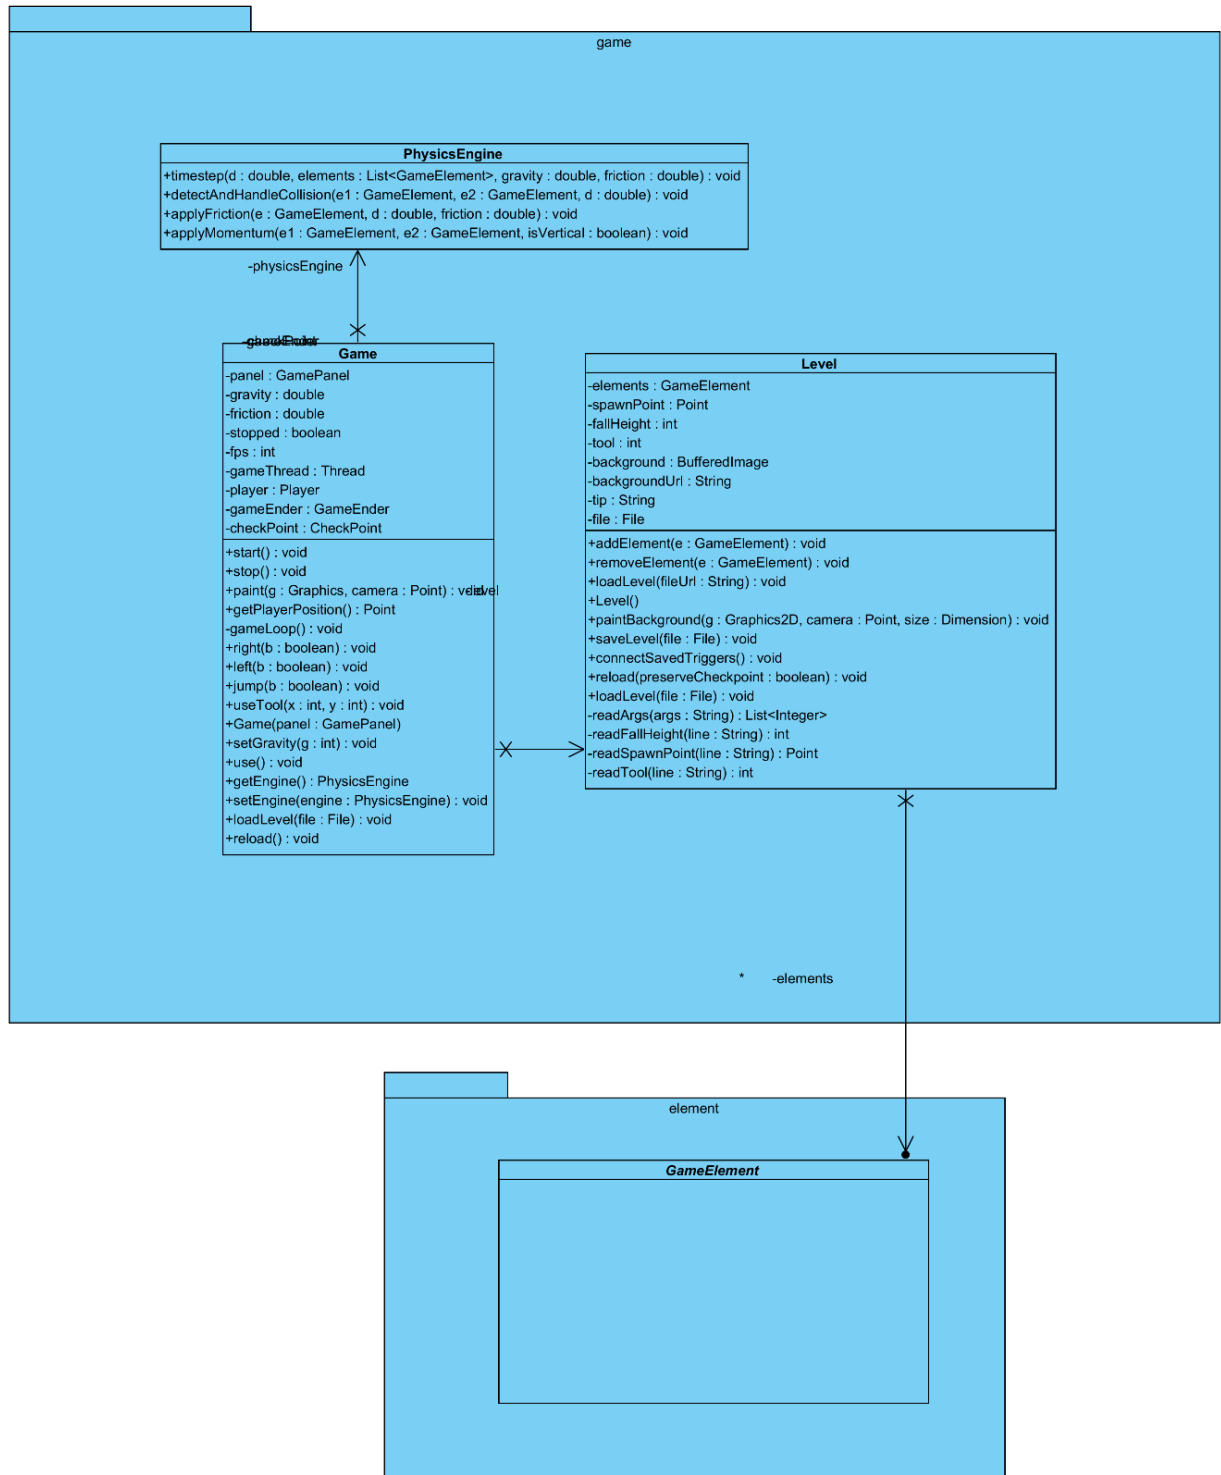 game
PhysicsEngine
+timestep(d : double, elements : List<GameElement>, gravity : double, friction : double) : void
+detectAndHandleCollision(e1 : GameElement, e2 : GameElement, d : double) : void
+applyFriction(e : GameElement, d : double, friction : double) : void
+applyMomentum(e1 : GameElement, e2 : GameElement, isVertical : boolean) : void
-physicsEngine
Game
-panel : GamePanel
-gravity : double
-friction : double
-stopped : boolean
-fps : int
-gameThread : Thread
-player : Player
-gameEnder : GameEnder
-checkPoint : CheckPoint
+start() : void
+stop() : void
+paint(g : Graphics, camera : Point) : void
-level
+getPlayerPosition() : Point
-gameLoop() : void
+right(b : boolean) : void
+left(b : boolean) : void
+jump(b : boolean) : void
+useTool(x : int, y : int) : void
+Game(panel : GamePanel)
+setGravity(g : int) : void
+use() : void
+getEngine() : PhysicsEngine
+setEngine(engine : PhysicsEngine) : void
+loadLevel(file : File) : void
+reload() : void
Level
-elements : GameElement
-spawnPoint : Point
-fallHeight : int
-tool : int
-background : BufferedImage
-backgroundUrl : String
-tip : String
-file : File
+addElement(e : GameElement) : void
+removeElement(e : GameElement) : void
+loadLevel(fileUrl : String) : void
+Level()
+paintBackground(g : Graphics2D, camera : Point, size : Dimension) : void
+saveLevel(file : File) : void
+connectSavedTriggers() : void
+reload(preserveCheckpoint : boolean) : void
+loadLevel(file : File) : void
-readArgs(args : String) : List<Integer>
-readFallHeight(line : String) : int
-readSpawnPoint(line : String) : Point
-readTool(line : String) : int
* -elements
element
GameElement